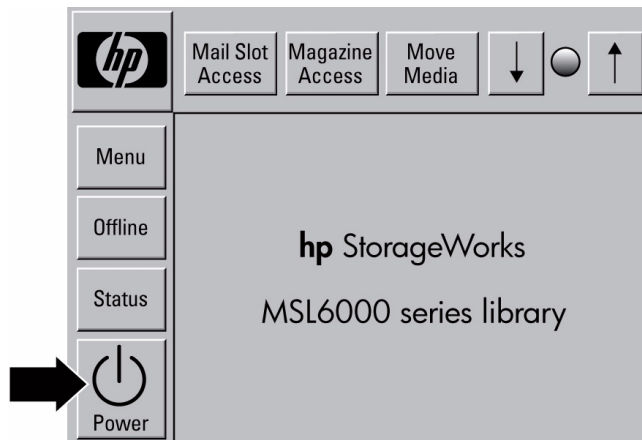 hp
Mail Slot
Access
Magazine
Access
Move
Media
Menu
Offline
Status
Power
hp StorageWorks
MSL6000 series library